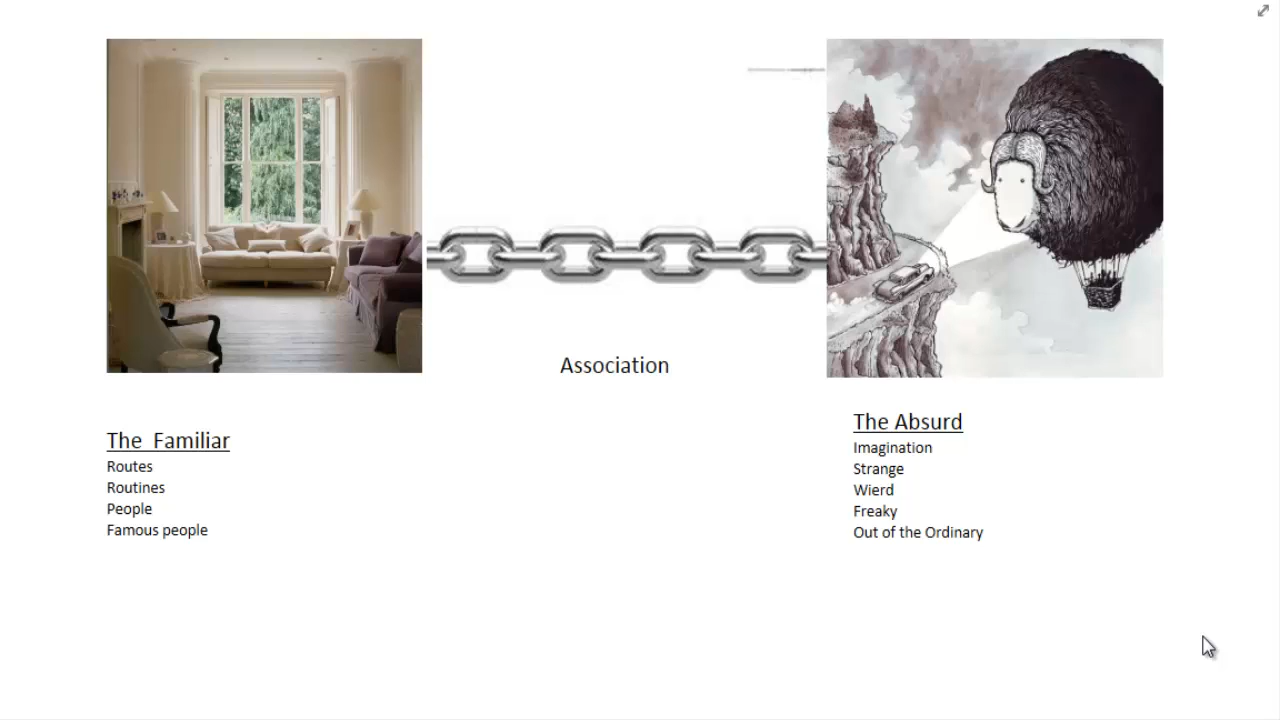 Association
The Familiar
Routes
Routines
People
Famous people
The Absurd
Imagination
Strange
Wierd
Freaky
Out of the Ordinary